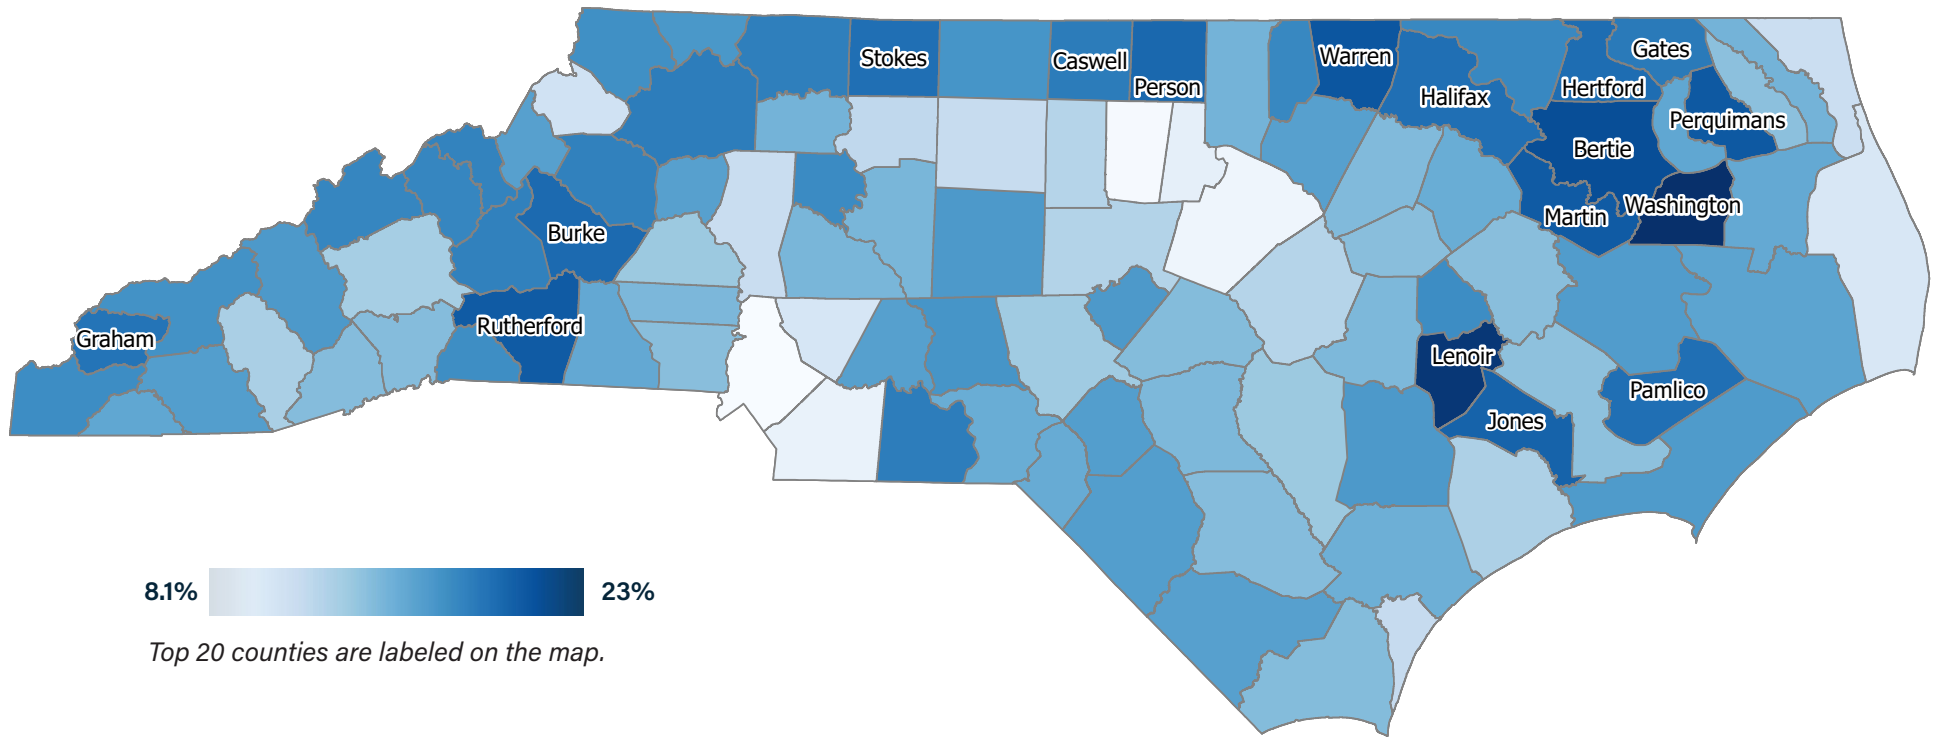 Stokes
Caswell
Person
Warren
Halifax
Gates
Hertford
Perquimans
Bertie
Washington
Martin
Burke
Rutherford
Graham
Lenoir
Jones
Pamlico
8.1%
23%
Top 20 counties are labeled on the map.